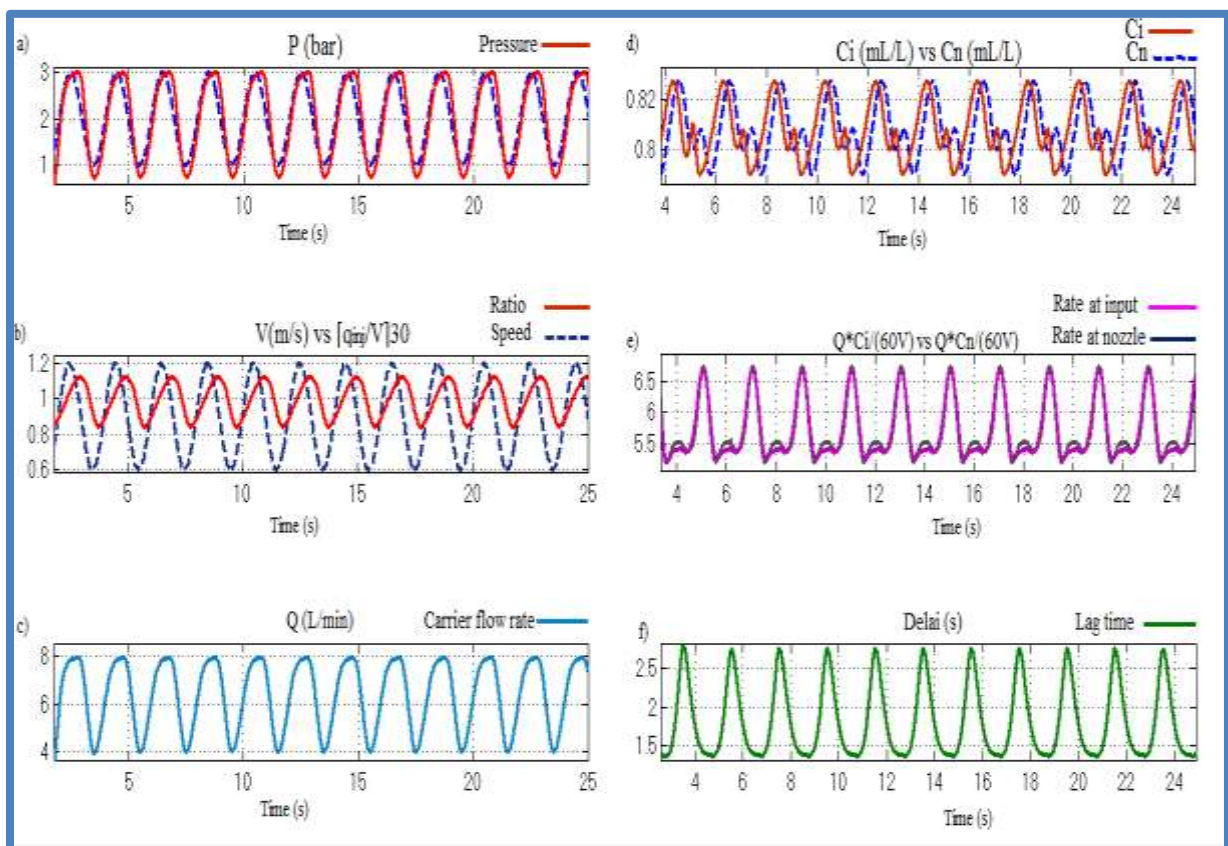 a)
P (bar)
Pressure
3
2
1
5 10 15 20
Time (s)
b)
V(m/s) vs [qinj/V]30
Ratio
Speed
1.2
1
0.8
0.6
5 10 15 20 25
Time (s)
c)
Q (L/min)
Carrier flow rate
8
6
4
5 10 15 20 25
Time (s)
d)
Ci (mL/L) vs Cn (mL/L)
Ci
Cn
0.82
0.8
4 6 8 10 12 14 16 18 20 22 24
Time (s)
e)
Rate at input
Rate at nozzle
Q*Ci/(60V) vs Q*Cn/(60V)
6.5
6
5.5
4 6 8 10 12 14 16 18 20 22 24
Time (s)
f)
Delai (s)
Lag time
2.5
2
1.5
4 6 8 10 12 14 16 18 20 22 24
Time (s)